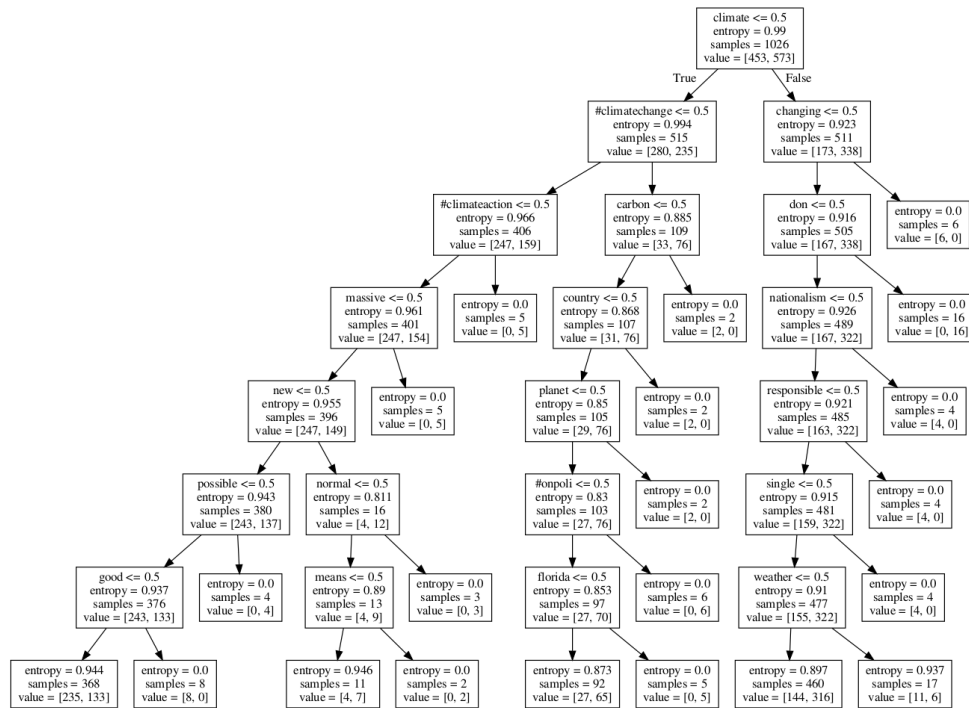 climate <= 0.5
entropy = 0.99
samples = 1026
value = [453, 573]
True
False
#climatechange <= 0.5
entropy = 0.994
samples = 515
value = [280, 235]
changing <= 0.5
entropy = 0.923
samples = 511
value = [173, 338]
#climateaction <= 0.5
entropy = 0.966
samples = 406
value = [247, 159]
carbon <= 0.5
entropy = 0.885
samples = 109
value = [33, 76]
don <= 0.5
entropy = 0.916
samples = 505
value = [167, 338]
entropy = 0.0
samples = 6
value = [6, 0]
massive <= 0.5
entropy = 0.961
samples = 401
value = [247, 154]
entropy = 0.0
samples = 5
value = [0, 5]
country <= 0.5
entropy = 0.868
samples = 107
value = [31, 76]
entropy = 0.0
samples = 2
value = [2, 0]
nationalism <= 0.5
entropy = 0.926
samples = 489
value = [167, 322]
entropy = 0.0
samples = 16
value = [0, 16]
new <= 0.5
entropy = 0.955
samples = 396
value = [247, 149]
entropy = 0.0
samples = 5
value = [0, 5]
planet <= 0.5
entropy = 0.85
samples = 105
value = [29, 76]
entropy = 0.0
samples = 2
value = [2, 0]
responsible <= 0.5
entropy = 0.921
samples = 485
value = [163, 322]
entropy = 0.0
samples = 4
value = [4, 0]
possible <= 0.5
entropy = 0.943
samples = 380
value = [243, 137]
normal <= 0.5
entropy = 0.811
samples = 16
value = [4, 12]
#onpoli <= 0.5
entropy = 0.83
samples = 103
value = [27, 76]
entropy = 0.0
samples = 2
value = [2, 0]
single <= 0.5
entropy = 0.915
samples = 481
value = [159, 322]
entropy = 0.0
samples = 4
value = [4, 0]
good <= 0.5
entropy = 0.937
samples = 376
value = [243, 133]
entropy = 0.0
samples = 4
value = [0, 4]
means <= 0.5
entropy = 0.89
samples = 13
value = [4, 9]
entropy = 0.0
samples = 3
value = [0, 3]
florida <= 0.5
entropy = 0.853
samples = 97
value = [27, 70]
entropy = 0.0
samples = 6
value = [0, 6]
weather <= 0.5
entropy = 0.91
samples = 477
value = [155, 322]
entropy = 0.0
samples = 4
value = [4, 0]
entropy = 0.944
samples = 368
value = [235, 133]
entropy = 0.0
samples = 8
value = [8, 0]
entropy = 0.946
samples = 11
value = [4, 7]
entropy = 0.0
samples = 2
value = [0, 2]
entropy = 0.873
samples = 92
value = [27, 65]
entropy = 0.0
samples = 5
value = [0, 5]
entropy = 0.897
samples = 460
value = [144, 316]
entropy = 0.937
samples = 17
value = [11, 6]